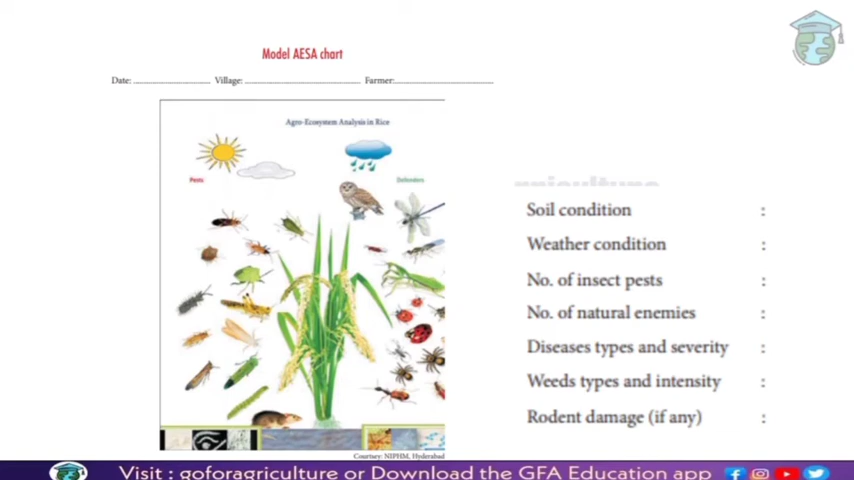 Model AESA chart
Date: Village: Farmer:
Agro-Ecosystem Analysis in Rice
Pests Defenders
Soil condition :
Weather condition :
No. of insect pests :
No. of natural enemies :
Diseases types and severity :
Weeds types and intensity :
Rodent damage (if any) :
Courtesy: NIPHM, Hyderabad
Visit : goforagriculture or Download the GFA Education app